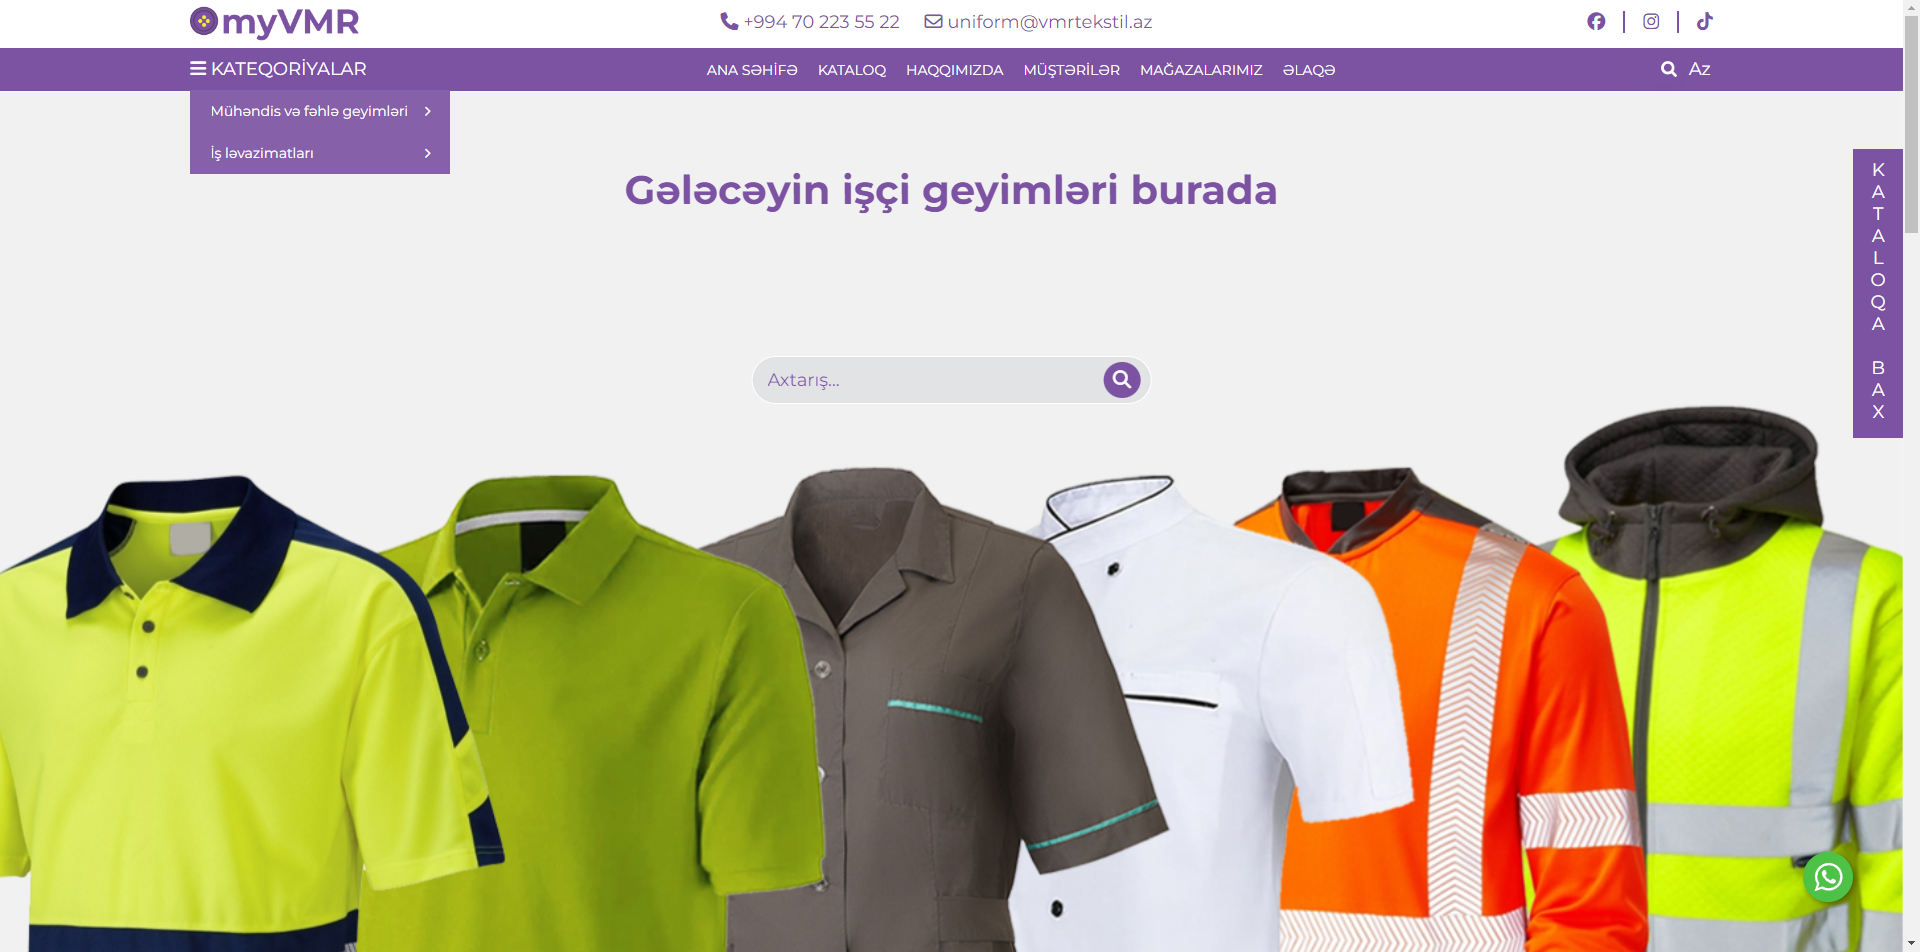 myVMR
+994 70 223 55 22
uniform@vmrtekstil.az
KATEQORİYALAR
ANA SƏHİFƏ
KATALOQ
HAQQIMIZDA
MÜŞTƏRİLƏR
MAĞAZALARIMIZ
ƏLAQƏ
Az
Mühəndis və fəhlə geyimləri
İş ləvazimatları
Gələcəyin işçi geyimləri burada
KATALOQA BAX
Axtarış...